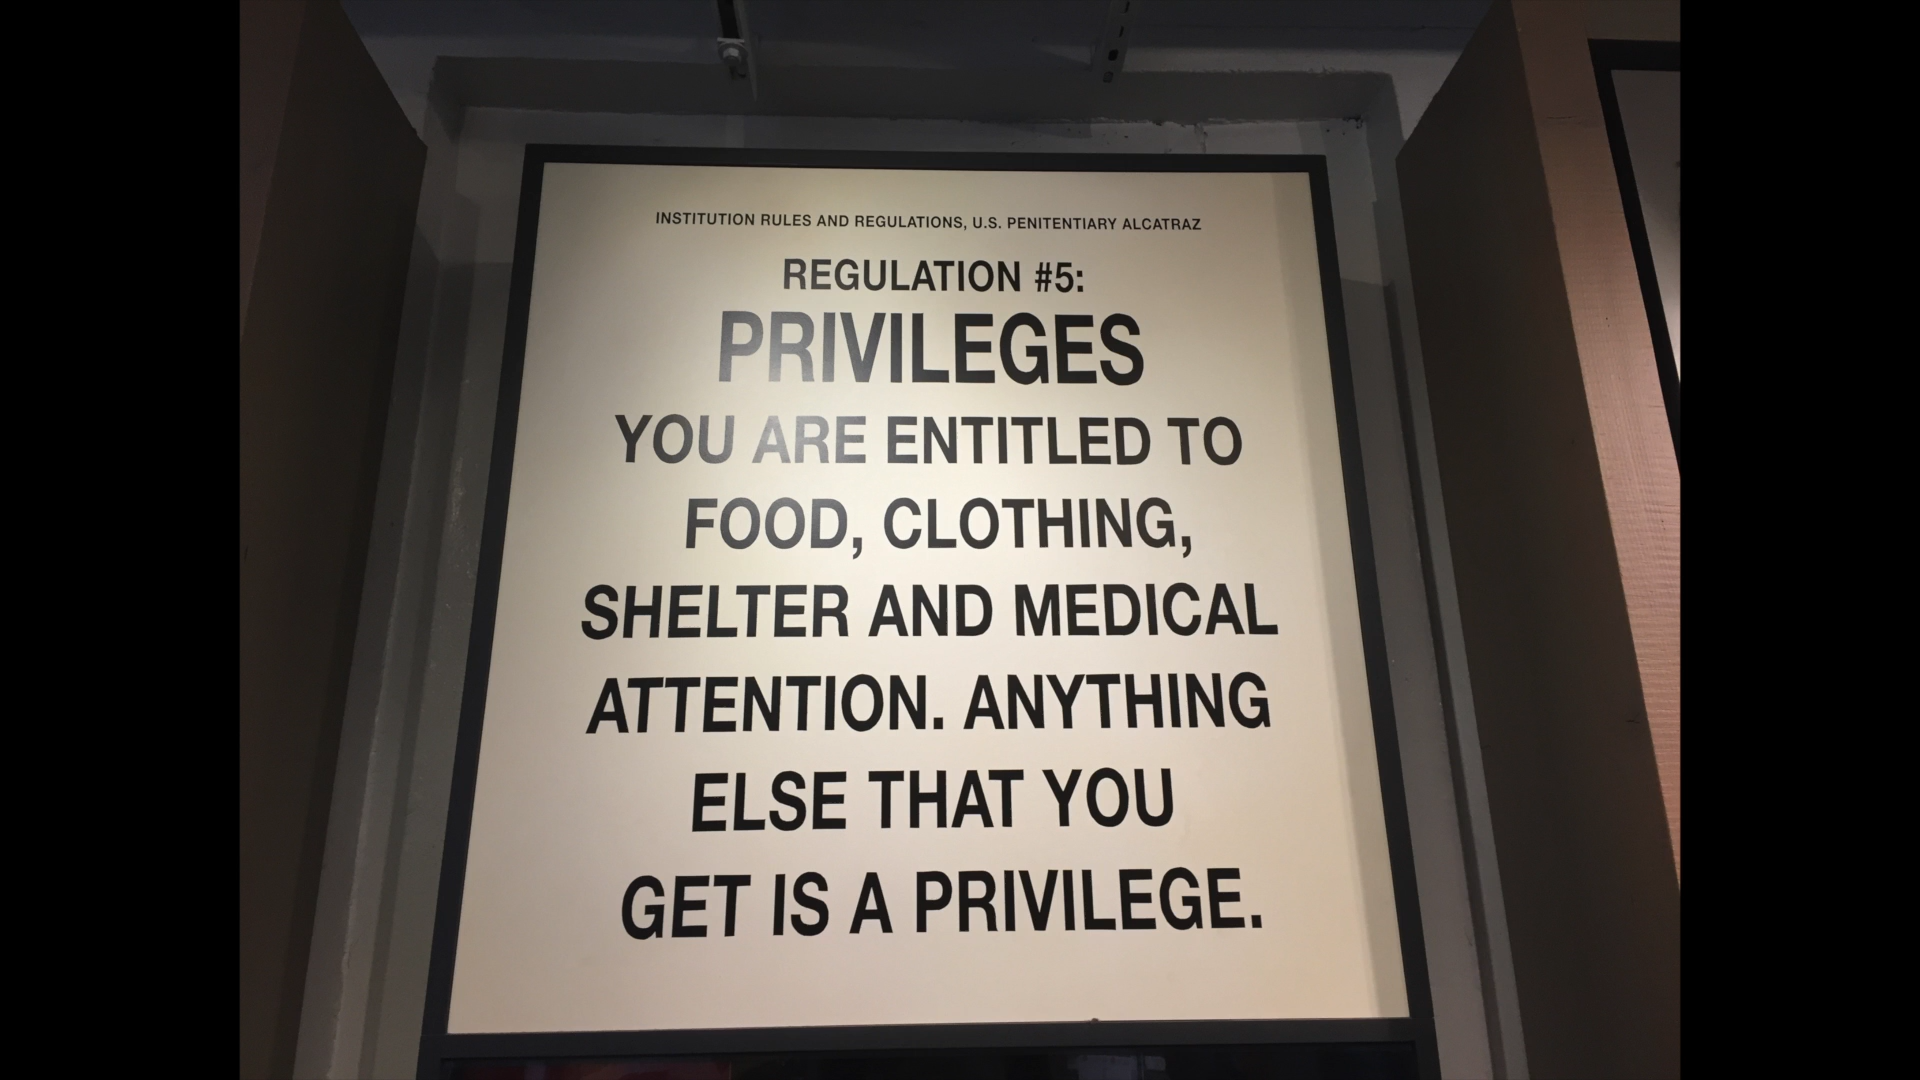 INSTITUTION RULES AND REGULATIONS, U.S. PENITENTIARY ALCATRAZ
REGULATION #5:
PRIVILEGES
YOU ARE ENTITLED TO
FOOD, CLOTHING,
SHELTER AND MEDICAL
ATTENTION. ANYTHING
ELSE THAT YOU
GET IS A PRIVILEGE.